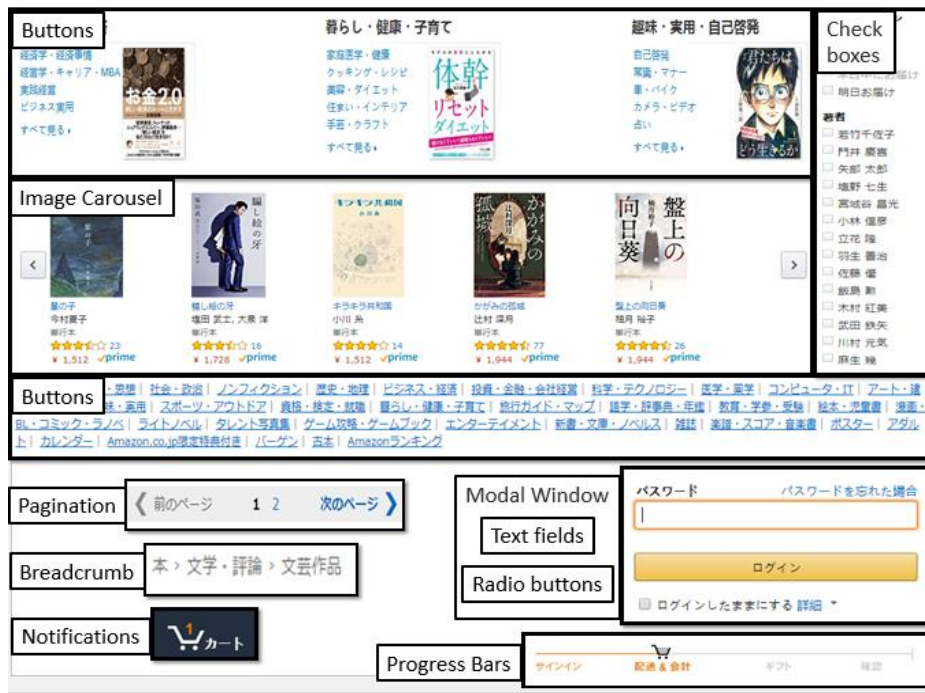 Buttons
経済学・経済事情
経営学・キャリア・MBA
実践経営
ビジネス実用
すべて見る
お金2.0
暮らし・健康・子育て
家庭医学・健康
クッキング・レシピ
美容・ダイエット
住まい・インテリア
手芸・クラフト
すべて見る
体幹
リセット
ダイエット
趣味・実用・自己啓発
自己啓発
常識・マナー
車・バイク
カメラ・ビデオ
占い
すべて見る
君たちは
どう生きるか
Check
boxes
明日お届け
著者
若竹千佐子
門井 慶喜
矢部 太郎
塩野 七生
宮城谷 昌光
小林 信彦
立花 隆
羽生 善治
佐藤 優
飯島 勲
木村 紅美
武田 鉄矢
川村 元気
麻生 幾
Image Carousel
星の子
騙し絵の牙
キラキラ共和国
かがみの孤城
盤上の向日葵
星の子
今村夏子
単行本
23
¥ 1,512 prime
騙し絵の牙
塩田 武士, 大泉 洋
単行本
16
¥ 1,728 prime
キラキラ共和国
小川 糸
単行本
14
¥ 1,512 prime
かがみの孤城
辻村 深月
単行本
77
¥ 1,944 prime
盤上の向日葵
柚月 裕子
単行本
26
¥ 1,944 prime
Buttons
・思想 | 社会・政治 | ノンフィクション | 歴史・地理 | ビジネス・経済 | 投資・金融・会社経営 | 科学・テクノロジー | 医学・薬学 | コンピュータ・IT | アート・建
・実用 | スポーツ・アウトドア | 資格・検定・就職 | 暮らし・健康・子育て | 旅行ガイド・マップ | 語学・辞事典・年鑑 | 教育・学参・受験 | 絵本・児童書 | 漫画・
BL・コミック・ラノベ | ライトノベル | タレント写真集 | ゲーム攻略・ゲームブック | エンターテイメント | 新書・文庫・ノベルス | 雑誌 | 楽譜・スコア・音楽書 | ポスター | アダル
ト | カレンダー | Amazon.co.jp限定特典付き | バーゲン | 古本 | Amazonランキング
Pagination
前のページ 1 2 次のページ
Breadcrumb
本 › 文学・評論 › 文芸作品
Notifications
1
カート
Modal Window
Text fields
Radio buttons
パスワード パスワードを忘れた場合
ログイン
ログインしたままにする 詳細
Progress Bars
サインイン 配送 & 会計 ギフト 確認